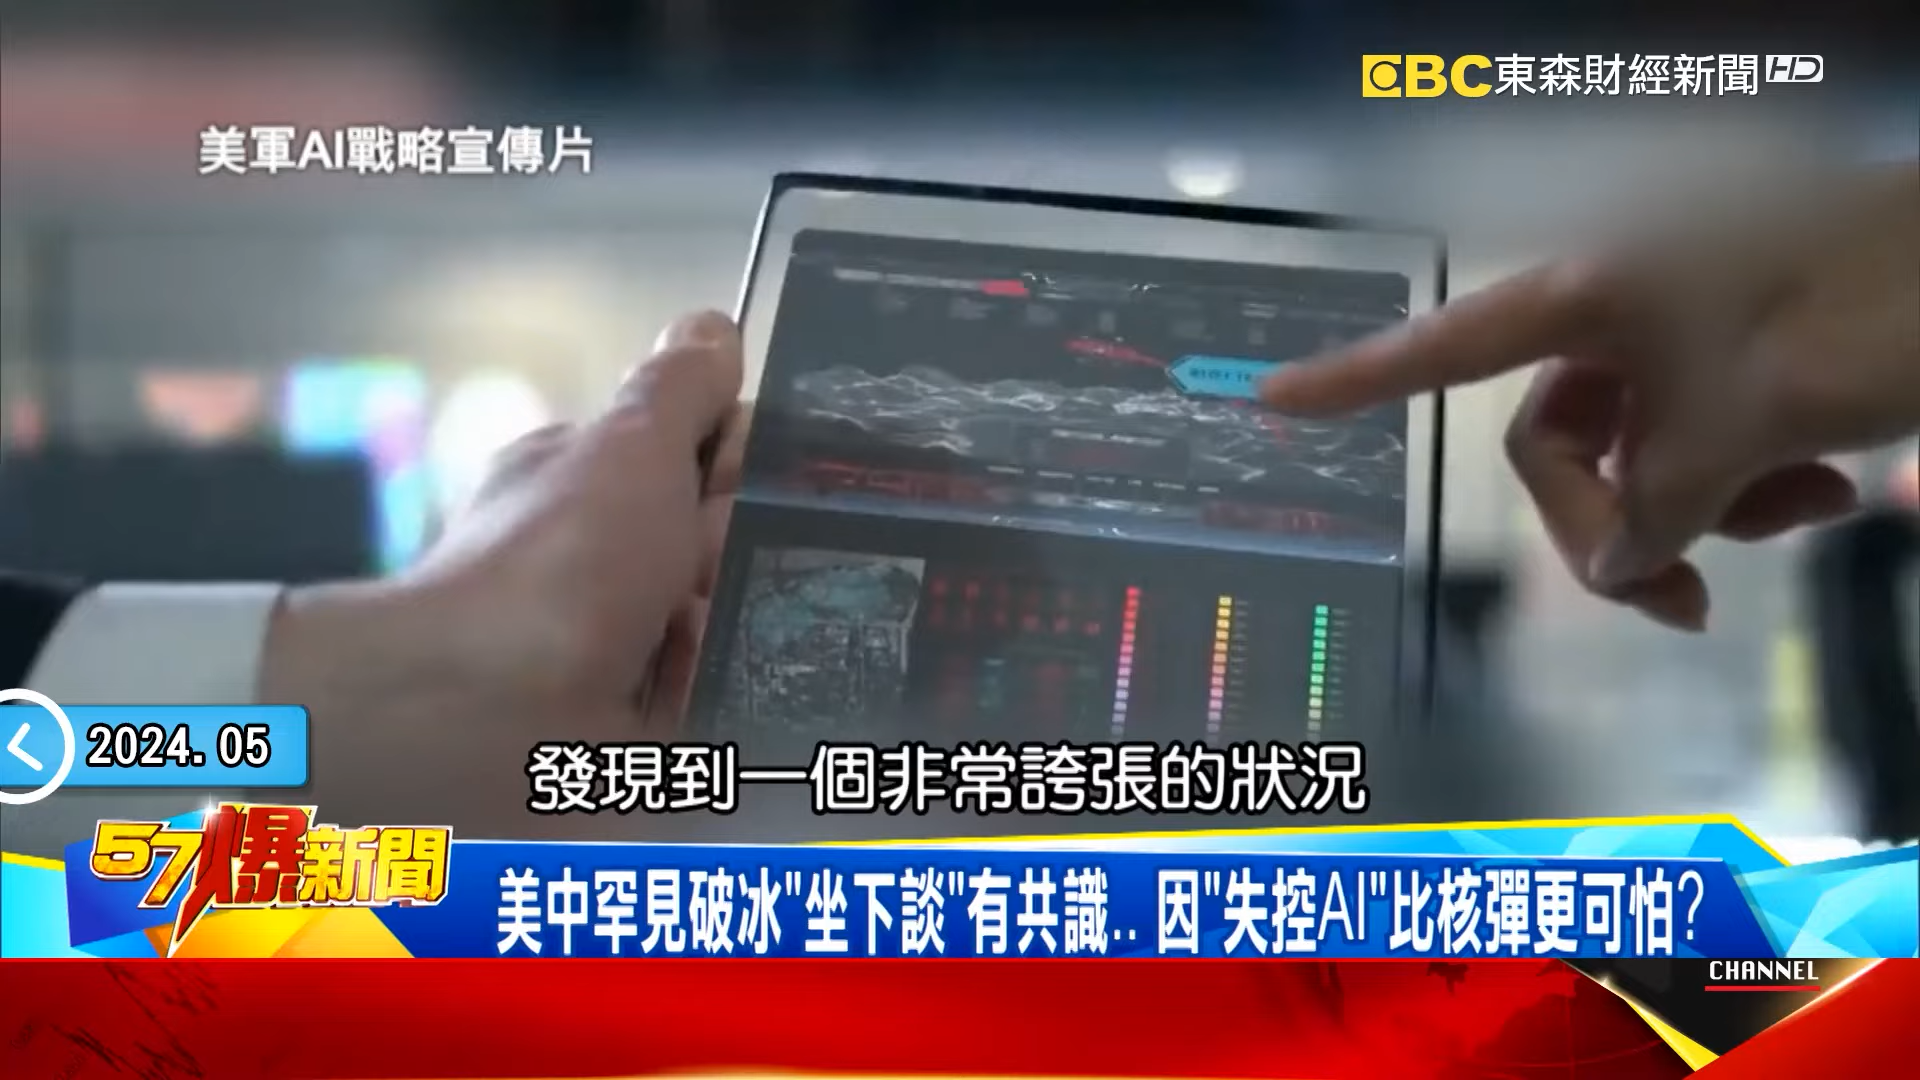 EBC東森財經新聞HD
美軍AI戰略宣傳片
2024.05
發現到一個非常誇張的狀況
57爆新聞
美中罕見破冰"坐下談"有共識.. 因"失控AI"比核彈更可怕?
CHANNEL